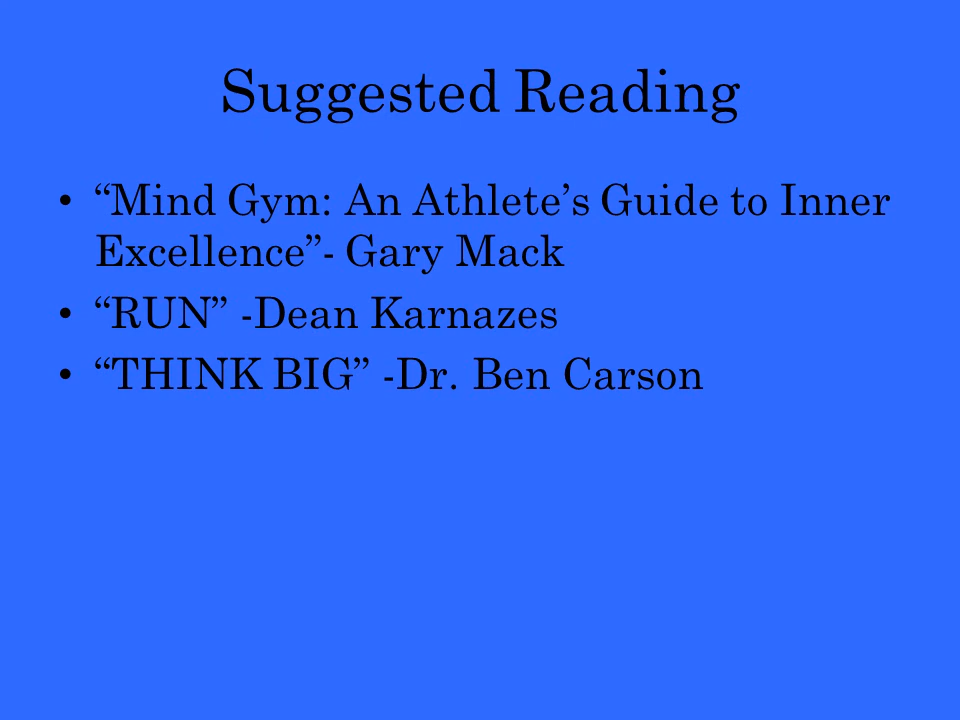 Suggested Reading
• “Mind Gym: An Athlete’s Guide to Inner
Excellence”- Gary Mack
• “RUN” -Dean Karnazes
• “THINK BIG” -Dr. Ben Carson